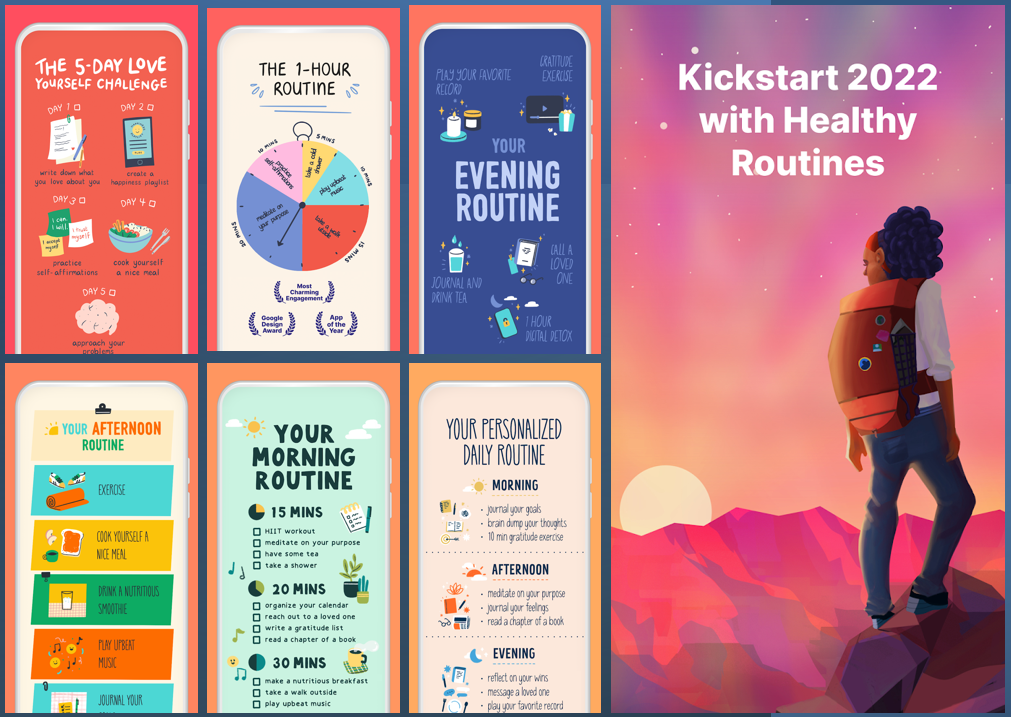 THE 5-DAY LOVE
YOURSELF CHALLENGE
DAY 1
DAY 2
write down what
you love about you
create a
happiness playlist
DAY 3
DAY 4
I can.
I will.
I trust
myself
I accept
myself
practice
self-affirmations
cook yourself
a nice meal
DAY 5
approach your
problems
THE 1-HOUR
ROUTINE
5 MINS
take a cold
shower
10 MINS
play upbeat
music
15 MINS
take a walk
outside
20 MINS
meditate on
your purpose
10 MINS
practice
self-affirmations
Most
Charming
Engagement
Google
Design
Award
App
of the
Year
PLAY YOUR FAVORITE
RECORD
GRATITUDE
EXERCISE
YOUR
EVENING
ROUTINE
JOURNAL AND
DRINK TEA
CALL A
LOVED
ONE
1 HOUR
DIGITAL DETOX
Kickstart 2022
with Healthy
Routines
YOUR AFTERNOON
ROUTINE
EXERCISE
COOK YOURSELF A
NICE MEAL
DRINK A NUTRITIOUS
SMOOTHIE
PLAY UPBEAT
MUSIC
JOURNAL YOUR
YOUR
MORNING
ROUTINE
15 MINS
HIIT workout
meditate on your purpose
have some tea
take a shower
20 MINS
organize your calendar
reach out to a loved one
write a gratitude list
read a chapter of a book
30 MINS
make a nutritious breakfast
take a walk outside
play upbeat music
YOUR PERSONALIZED
DAILY ROUTINE
MORNING
• journal your goals
• brain dump your thoughts
• 10 min gratitude exercise
AFTERNOON
• meditate on your purpose
• journal your feelings
• read a chapter of a book
EVENING
• reflect on your wins
• message a loved one
• play your favorite record